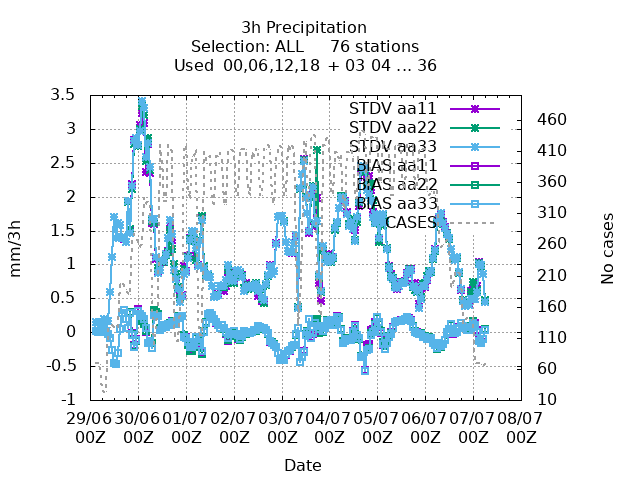 3h Precipitation
Selection: ALL 76 stations
Used 00,06,12,18 + 03 04 ... 36
3.5
3
2.5
2
1.5
1
0.5
0
-0.5
-1
mm/3h
STDV aa11
STDV aa22
STDV aa33
BIAS aa11
BIAS aa22
BIAS aa33
CASES
460
410
360
310
260
210
160
110
60
10
No cases
29/06 30/06 01/07 02/07 03/07 04/07 05/07 06/07 07/07 08/07
00Z 00Z 00Z 00Z 00Z 00Z 00Z 00Z 00Z 00Z
Date